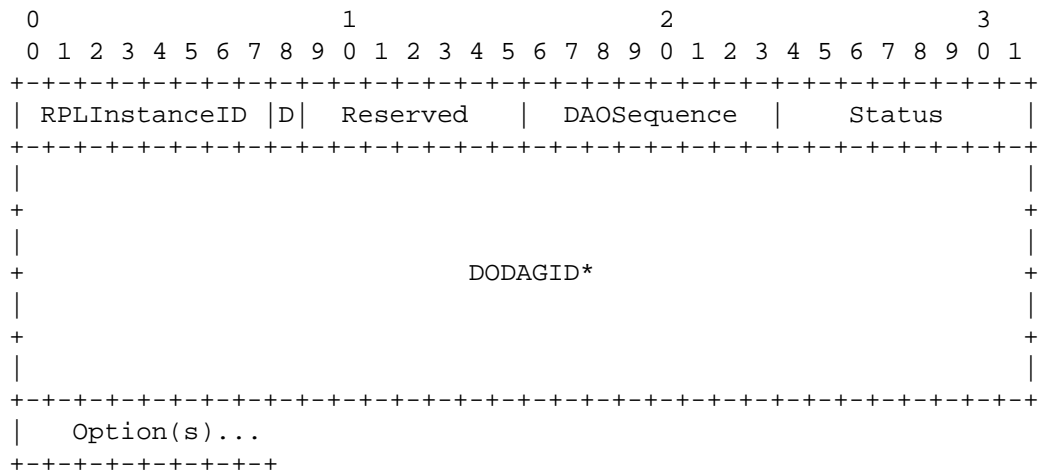 0                   1                   2                   3
 0 1 2 3 4 5 6 7 8 9 0 1 2 3 4 5 6 7 8 9 0 1 2 3 4 5 6 7 8 9 0 1
+-+-+-+-+-+-+-+-+-+-+-+-+-+-+-+-+-+-+-+-+-+-+-+-+-+-+-+-+-+-+-+-+
| RPLInstanceID |D|  Reserved   |  DAOSequence  |    Status     |
+-+-+-+-+-+-+-+-+-+-+-+-+-+-+-+-+-+-+-+-+-+-+-+-+-+-+-+-+-+-+-+-+
|                                                               |
+                                                               +
|                                                               |
+                            DODAGID*                           +
|                                                               |
+                                                               +
|                                                               |
+-+-+-+-+-+-+-+-+-+-+-+-+-+-+-+-+-+-+-+-+-+-+-+-+-+-+-+-+-+-+-+-+
|   Option(s)...
+-+-+-+-+-+-+-+-+